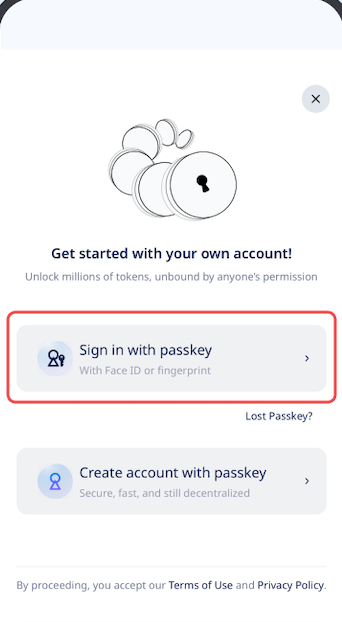 Get started with your own account!
Unlock millions of tokens, unbound by anyone's permission
Sign in with passkey
With Face ID or fingerprint
Lost Passkey?
Create account with passkey
Secure, fast, and still decentralized
By proceeding, you accept our Terms of Use and Privacy Policy.